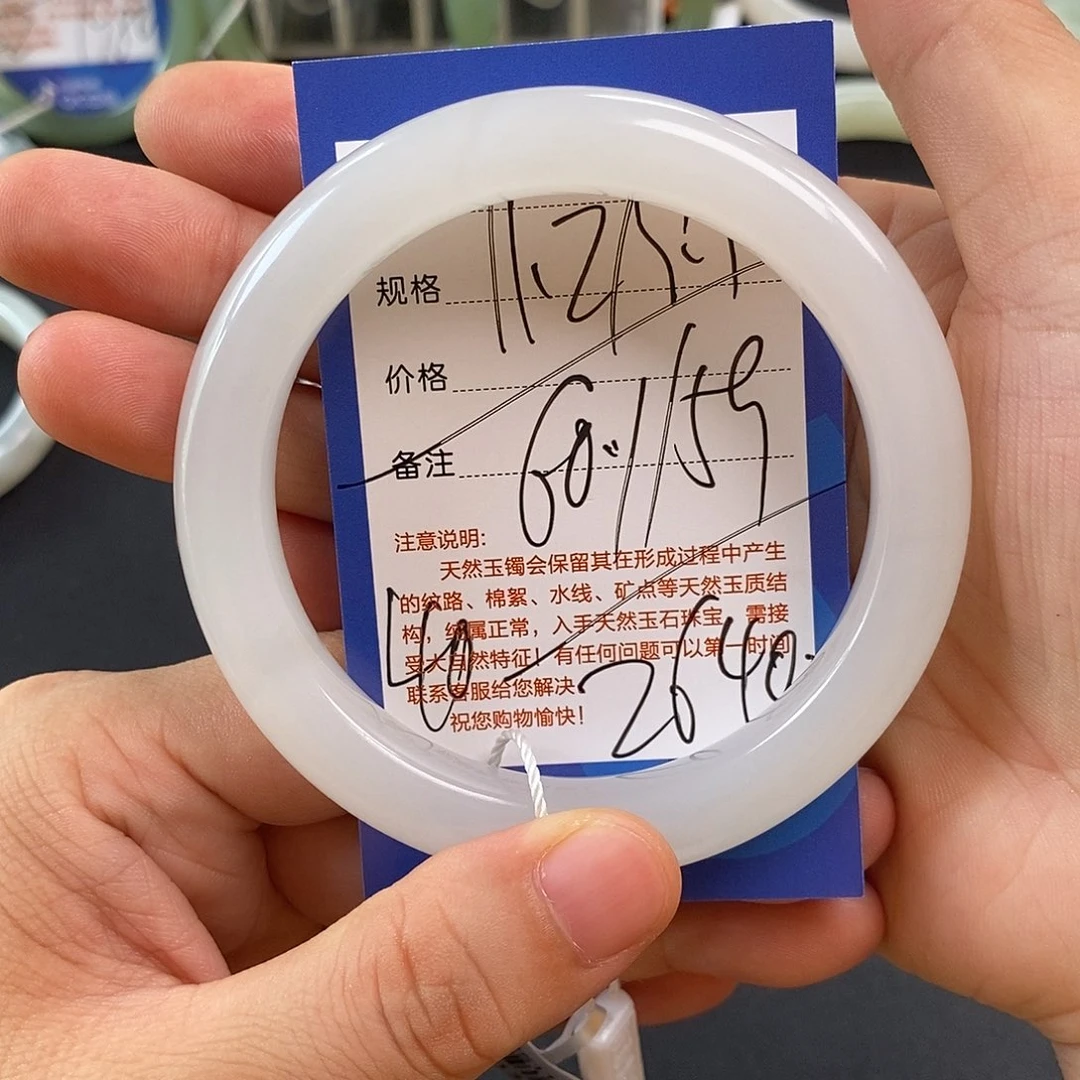 规格
价格
备注
60//59
注意说明:
天然玉镯会保留其在形成过程中产生
的纹路、棉絮、水线、矿点等天然玉质结
构,纯属正常,入手天然玉石珠宝,需接
受大自然特征!有任何问题可以第一时间
联系客服给您解决
祝您购物愉快!
2640.